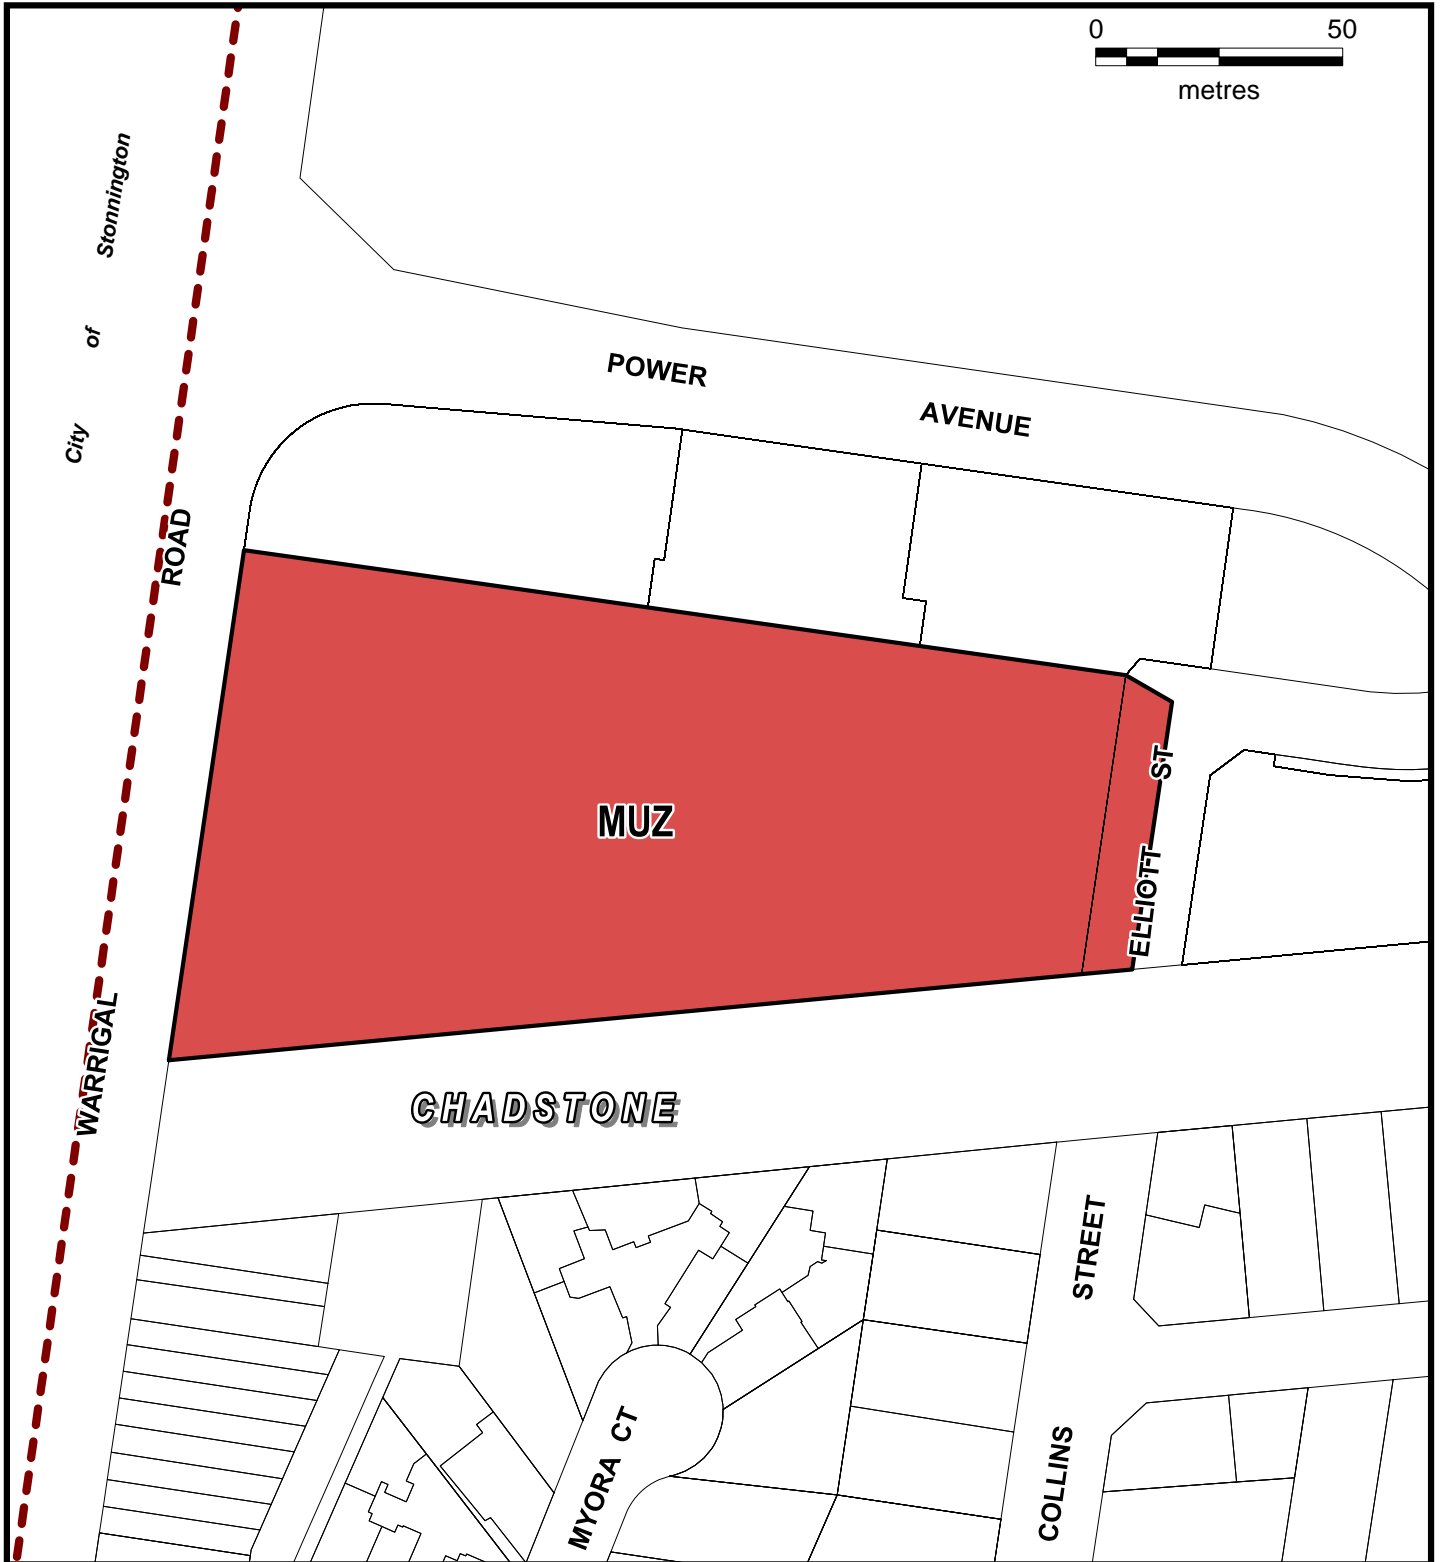 0 50
metres
City of Stonnington
POWER AVENUE
WARRIGAL ROAD
MUZ
ELLIOTT ST
CHADSTONE
COLLINS STREET
MYORA CT